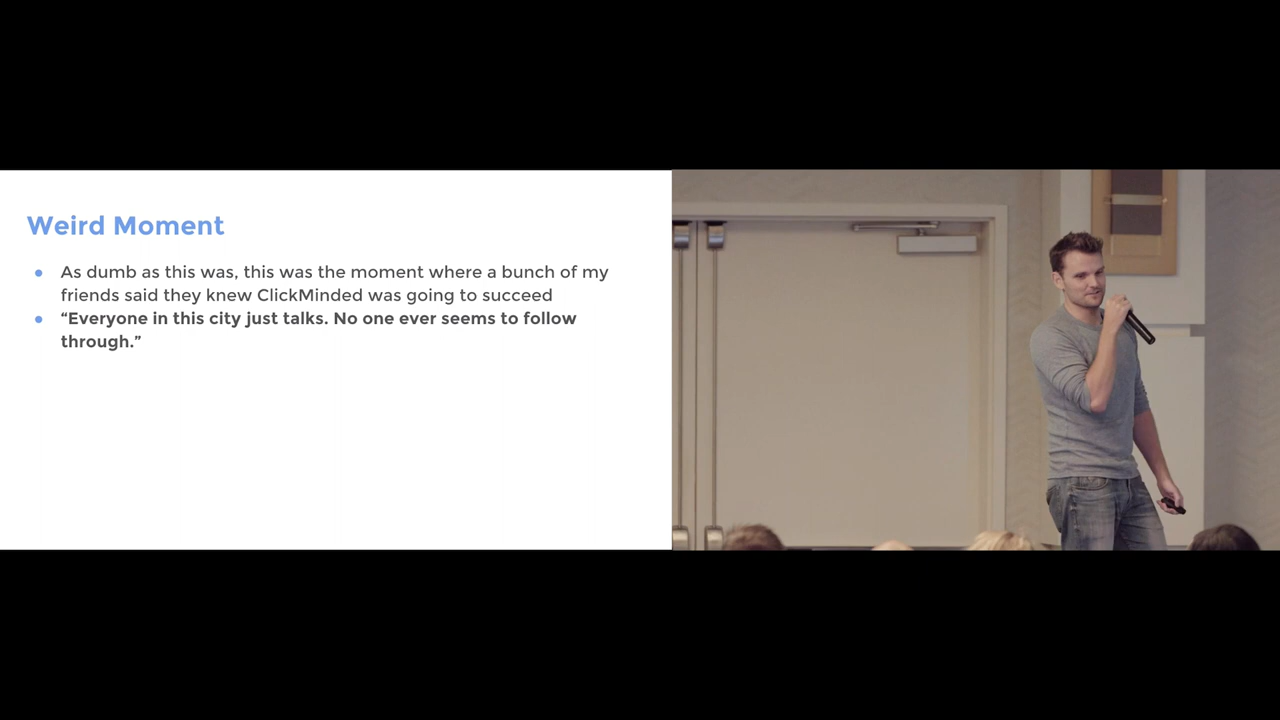 Weird Moment
As dumb as this was, this was the moment where a bunch of my
friends said they knew ClickMinded was going to succeed
“Everyone in this city just talks. No one ever seems to follow
through.”